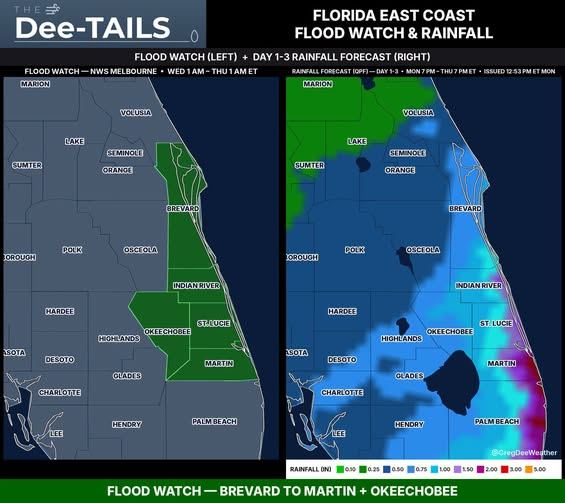 THE
Dee-TAILS
FLORIDA EAST COAST
FLOOD WATCH & RAINFALL
FLOOD WATCH (LEFT) + DAY 1-3 RAINFALL FORECAST (RIGHT)
FLOOD WATCH — NWS MELBOURNE • WED 1 AM – THU 1 AM ET
MARION
VOLUSIA
LAKE
SEMINOLE
SUMTER
ORANGE
BREVARD
POLK
OSCEOLA
BOROUGH
INDIAN RIVER
HARDEE
OKEECHOBEE
ST. LUCIE
HIGHLANDS
ASOTA
DESOTO
MARTIN
GLADES
CHARLOTTE
HENDRY
PALM BEACH
LEE
RAINFALL FORECAST (QPF) — DAY 1-3 • MON 7 PM – THU 7 PM ET • ISSUED 12:53 PM ET MON
MARION
VOLUSIA
LAKE
SEMINOLE
SUMTER
ORANGE
BREVARD
POLK
OSCEOLA
BOROUGH
INDIAN RIVER
HARDEE
ST. LUCIE
OKEECHOBEE
HIGHLANDS
ASOTA
DESOTO
MARTIN
GLADES
CHARLOTTE
HENDRY
PALM BEACH
LEE
@GregDeeWeather
RAINFALL (IN) 0.10 0.25 0.50 0.75 1.00 1.50 2.00 3.00 5.00
FLOOD WATCH — BREVARD TO MARTIN + OKEECHOBEE